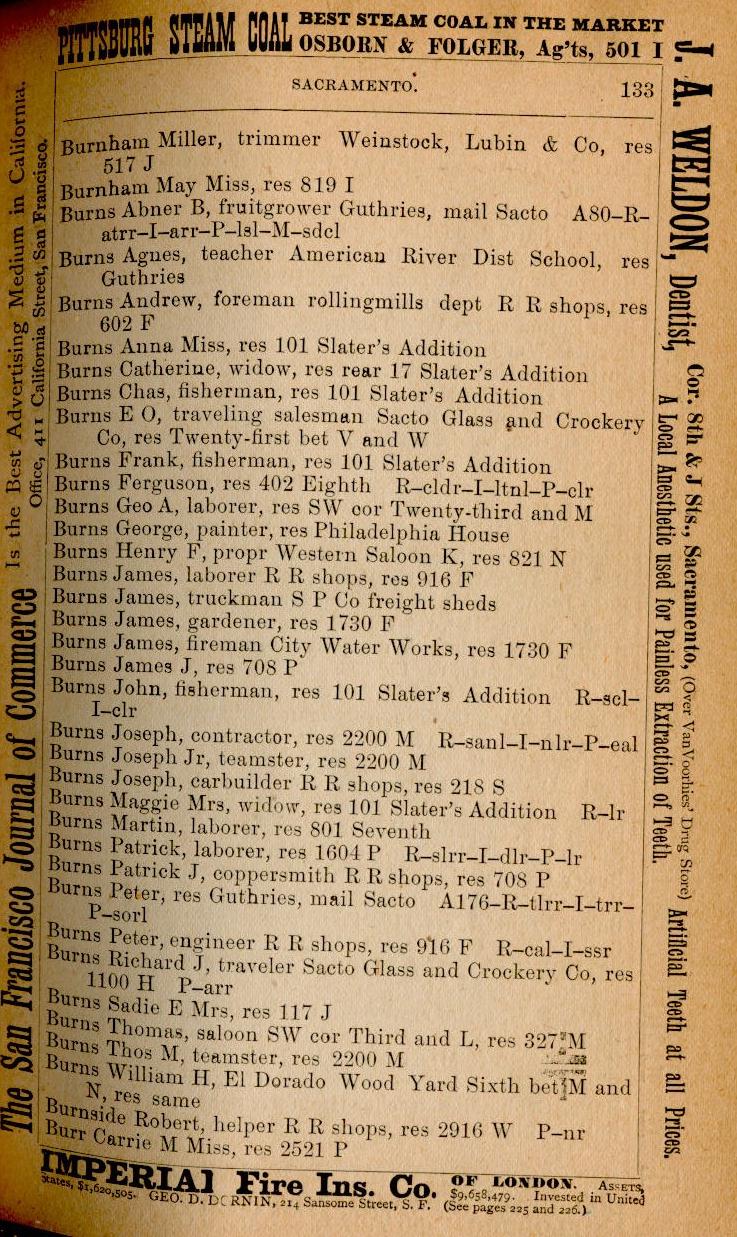 PITTSBURG STEAM COAL BEST STEAM COAL IN THE MARKET
OSBORN & FOLGER, Ag'ts, 501 I
SACRAMENTO. 133
Burnham Miller, trimmer Weinstock, Lubin & Co, res
517 J
Burnham May Miss, res 819 I
Burns Abner B, fruitgrower Guthries, mail Sacto A80–R–
atrr–I–arr–P–lsl–M–sdcl
Burns Agnes, teacher American River Dist School, res
Guthries
Burns Andrew, foreman rollingmills dept R R shops, res
602 F
Burns Anna Miss, res 101 Slater's Addition
Burns Catherine, widow, res rear 17 Slater's Addition
Burns Chas, fisherman, res 101 Slater's Addition
Burns E O, traveling salesman Sacto Glass and Crockery
Co, res Twenty-first bet V and W
Burns Frank, fisherman, res 101 Slater's Addition
Burns Ferguson, res 402 Eighth R–cldr–I–ltnl–P–clr
Burns Geo A, laborer, res SW cor Twenty-third and M
Burns George, painter, res Philadelphia House
Burns Henry F, propr Western Saloon K, res 821 N
Burns James, laborer R R shops, res 916 F
Burns James, truckman S P Co freight sheds
Burns James, gardener, res 1730 F
Burns James, fireman City Water Works, res 1730 F
Burns James J, res 708 P
Burns John, fisherman, res 101 Slater's Addition R–scl–
I–clr
Burns Joseph, contractor, res 2200 M R–sanl–I–nlr–P–eal
Burns Joseph Jr, teamster, res 2200 M
Burns Joseph, carbuilder R R shops, res 218 S
Burns Maggie Mrs, widow, res 101 Slater's Addition R–lr
Burns Martin, laborer, res 801 Seventh
Burns Patrick, laborer, res 1604 P R–slrr–I–dlr–P–lr
Burns Patrick J, coppersmith R R shops, res 708 P
Burns Peter, res Guthries, mail Sacto A176–R–tlrr–I–trr–
P–sorl
Burns Peter, engineer R R shops, res 916 F R–cal–I–ssr
Burns Richard J, traveler Sacto Glass and Crockery Co, res
1100 H P–arr
Burns Sadie E Mrs, res 117 J
Burns Thomas, saloon SW cor Third and L, res 327 M
Burns Thos M, teamster, res 2200 M
Burns William H, El Dorado Wood Yard Sixth bet M and
N, res same
Burnside Robert, helper R R shops, res 2916 W P–nr
Burr Carrie M Miss, res 2521 P
IMPERIAL Fire Ins. Co. OF LONDON. ASSETS,
$9,658,479. Invested in United
States, $1,620,505. GEO. D. DORNIN, 214 Sansome Street, S. F. (See pages 225 and 226.)
The San Francisco Journal of Commerce Is the Best Advertising Medium in California.
Office, 411 California Street, San Francisco.
J. A. WELDON, Dentist, Cor. 8th & J Sts., Sacramento, (Over VanVoorhies' Drug Store) Artificial Teeth at all Prices.
A Local Anesthetic used for Painless Extraction of Teeth.